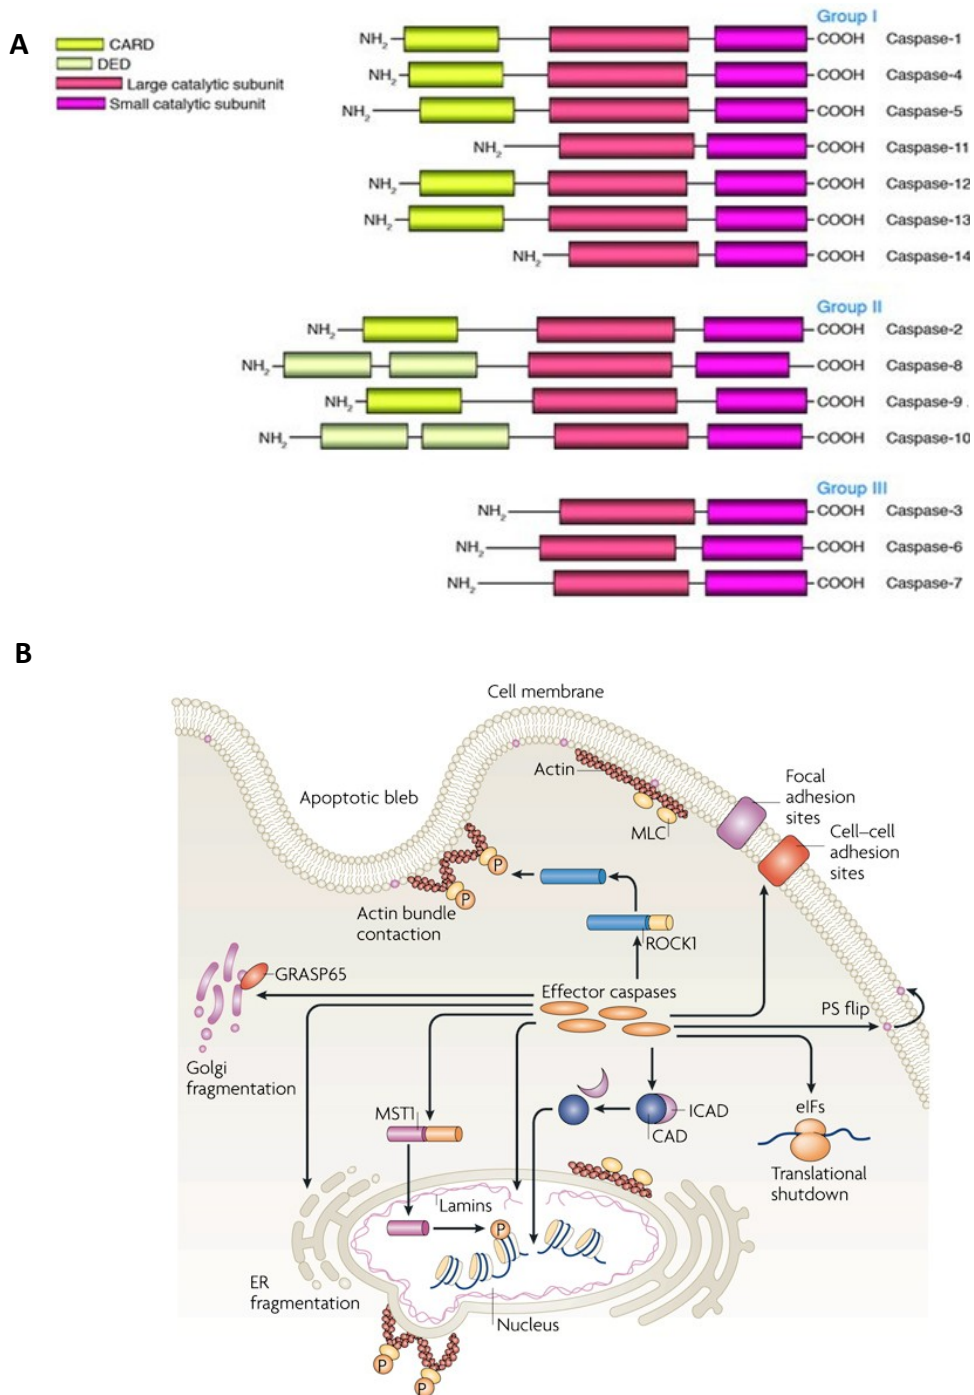 A
CARD
DED
Large catalytic subunit
Small catalytic subunit
Group I
NH2 COOH Caspase-1
NH2 COOH Caspase-4
NH2 COOH Caspase-5
NH2 COOH Caspase-11
NH2 COOH Caspase-12
NH2 COOH Caspase-13
NH2 COOH Caspase-14
Group II
NH2 COOH Caspase-2
NH2 COOH Caspase-8
NH2 COOH Caspase-9 .
NH2 COOH Caspase-10
Group III
NH2 COOH Caspase-3
NH2 COOH Caspase-6
NH2 COOH Caspase-7
B
Cell membrane
Actin
Apoptotic bleb
MLC
Focal
adhesion
sites
Cell–cell
adhesion
sites
P
P
Actin bundle
contaction
ROCK1
GRASP65
Effector caspases
PS flip
Golgi
fragmentation
MST1
ICAD
CAD
eIFs
Translational
shutdown
Lamins
P
ER
fragmentation
Nucleus
P
P